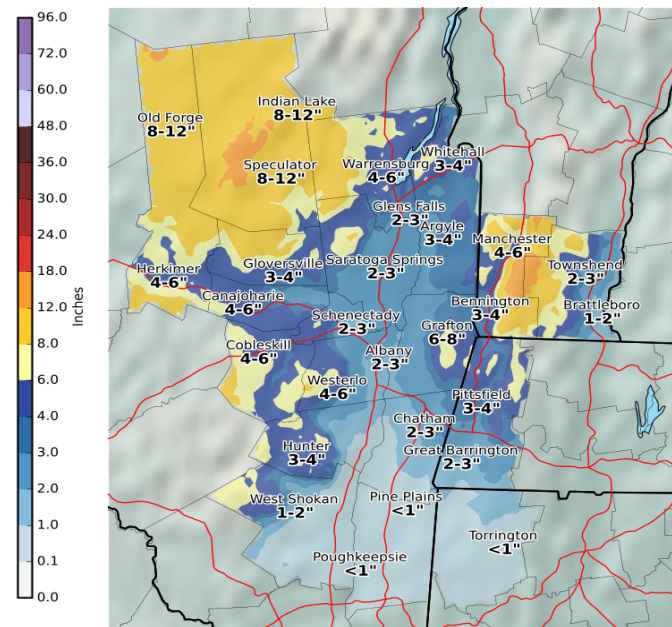 96.0
72.0
60.0
48.0
36.0
30.0
24.0
18.0
12.0
8.0
6.0
4.0
3.0
2.0
1.0
0.1
0.0
Inches
Old Forge
8-12"
Indian Lake
8-12"
Speculator
8-12"
Warrensburg
4-6"
Whitehall
3-4"
Glens Falls
2-3"
Argyle
3-4"
Manchester
4-6"
Townshend
2-3"
Herkimer
4-6"
Gloversville
3-4"
Saratoga Springs
2-3"
Canajoharie
4-6"
Schenectady
2-3"
Bennington
3-4"
Brattleboro
1-2"
Grafton
6-8"
Cobleskill
4-6"
Albany
2-3"
Westerlo
4-6"
Pittsfield
3-4"
Chatham
2-3"
Hunter
3-4"
Great Barrington
2-3"
West Shokan
1-2"
Pine Plains
<1"
Torrington
<1"
Poughkeepsie
<1"